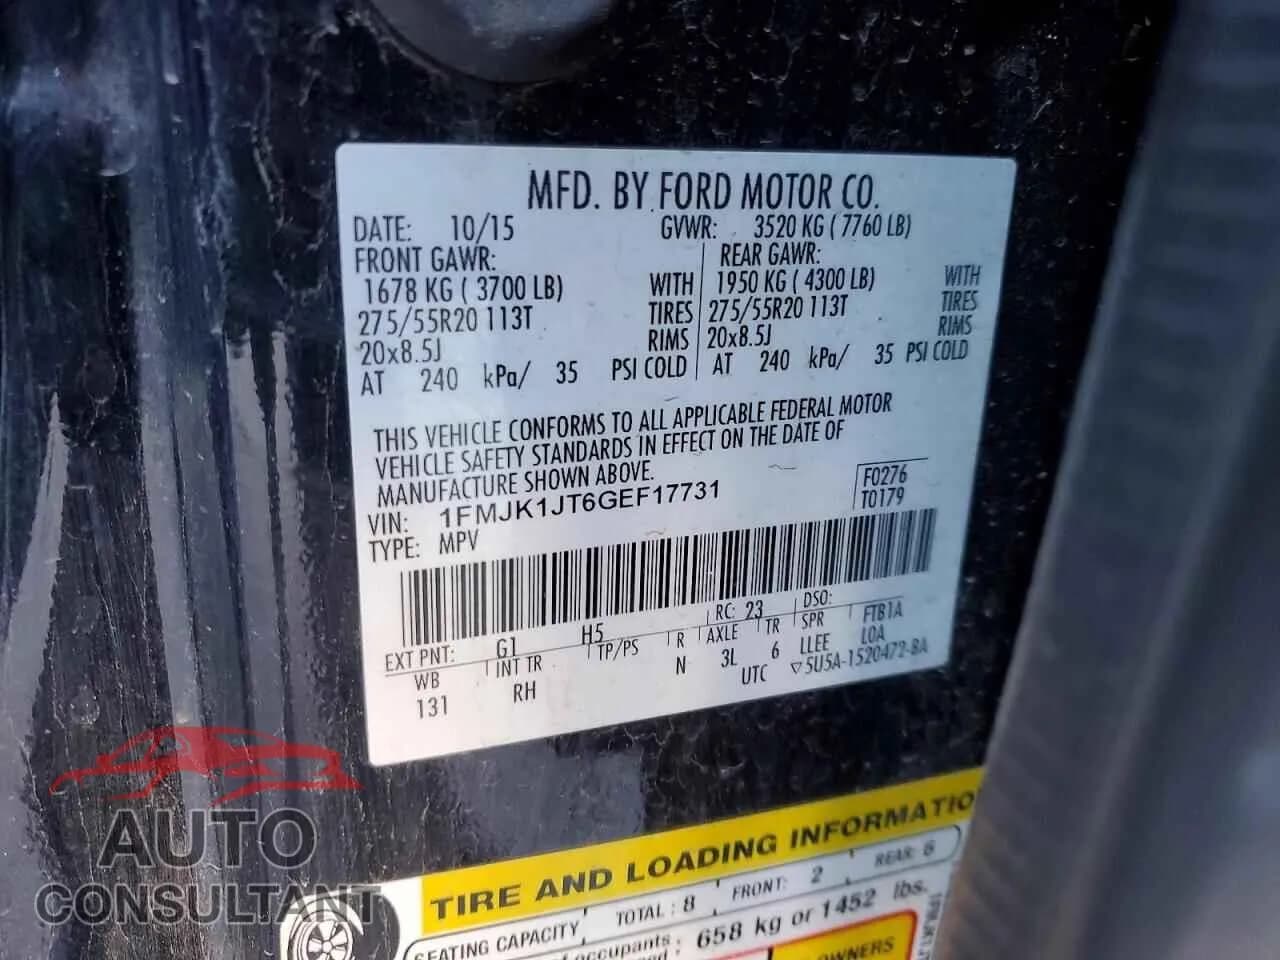 MFD. BY FORD MOTOR CO.
DATE: 10/15 GVWR: 3520 KG ( 7760 LB)
FRONT GAWR: REAR GAWR:
1678 KG ( 3700 LB) WITH 1950 KG ( 4300 LB) WITH
275/55R20 113T TIRES 275/55R20 113T TIRES
20x8.5J RIMS 20x8.5J RIMS
AT 240 kPa/ 35 PSI COLD AT 240 kPa/ 35 PSI COLD
THIS VEHICLE CONFORMS TO ALL APPLICABLE FEDERAL MOTOR
VEHICLE SAFETY STANDARDS IN EFFECT ON THE DATE OF
MANUFACTURE SHOWN ABOVE.
F0276
VIN: 1FMJK1JT6GEF17731 T0179
TYPE: MPV
EXT PNT: G1 H5 RC: 23 DSO: FTB1A
WB INT TR TP/PS R AXLE TR SPR LOA
131 RH N 3L 6 LLEE
UTC ▽5U5A-1520472-BA
AUTO
CONSULTANT
TIRE AND LOADING INFORMATIO
SEATING CAPACITY TOTAL : 8 FRONT: 2 REAR: 6
occupants : 658 kg or 1452 lbs.
OWNERS